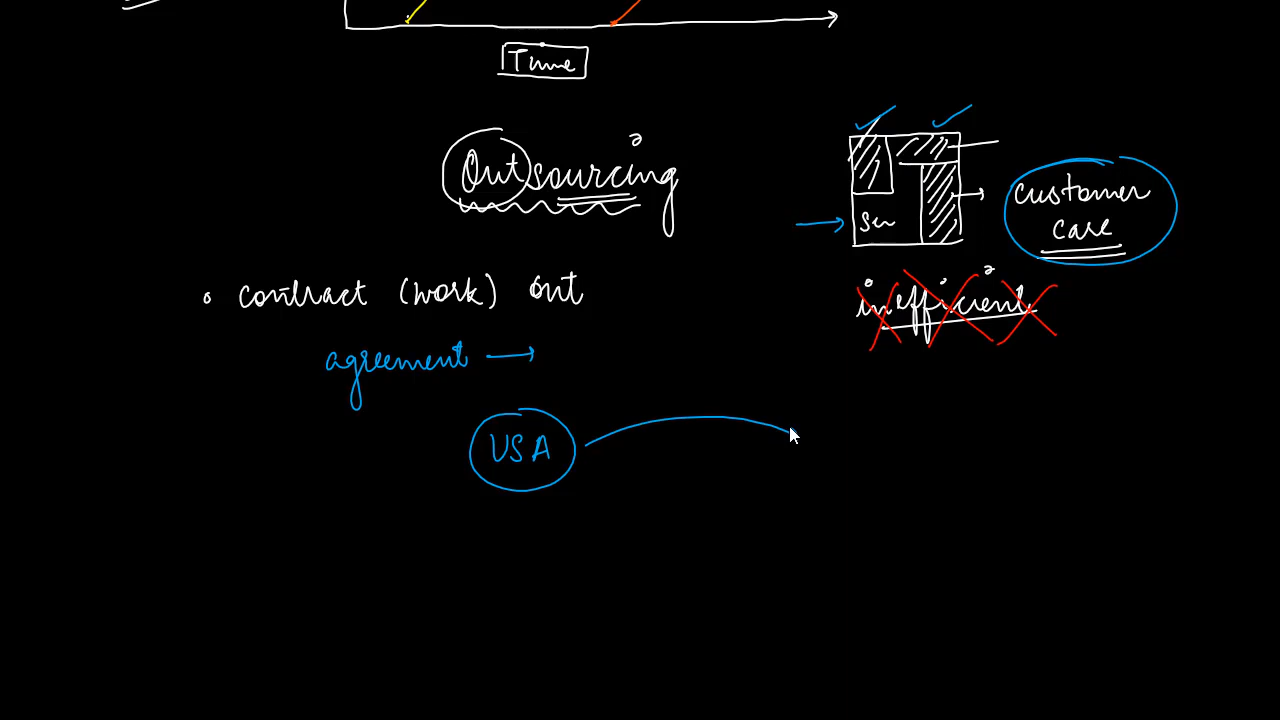 Time
Outsourcing
customer
care
su
inefficient
• contract (work) out
agreement →
USA